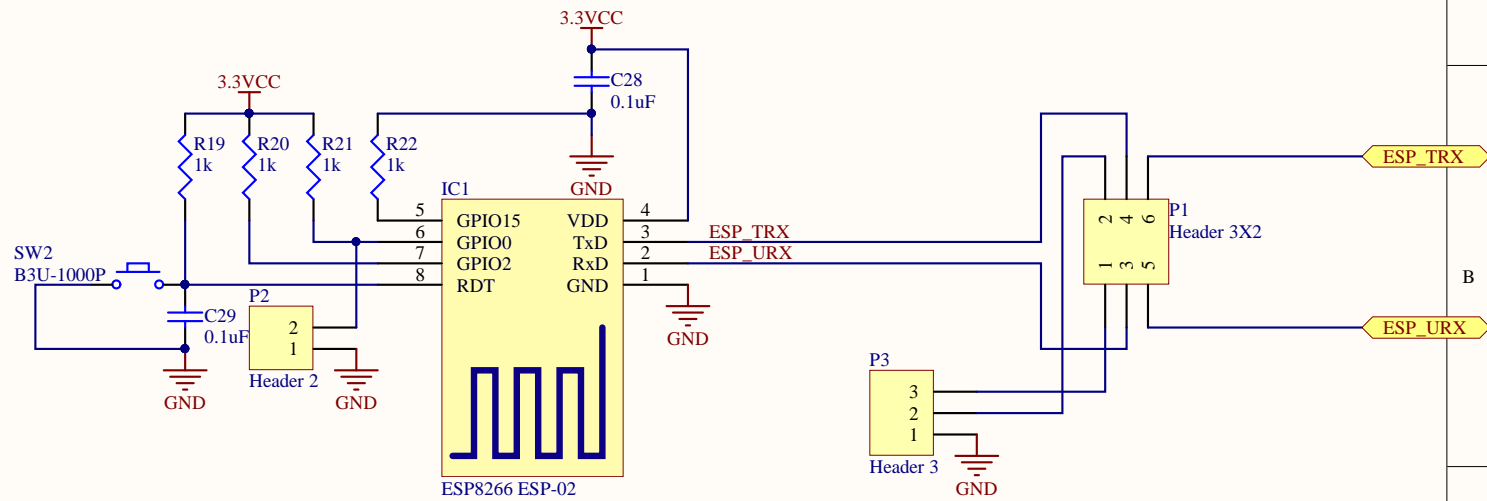 3.3VCC
C28
0.1uF
GND
3.3VCC
R19
1k
R20
1k
R21
1k
R22
1k
SW2
B3U-1000P
C29
0.1uF
GND
P2
2
1
Header 2
GND
IC1
5 GPIO15 VDD 4
6 GPIO0 TxD 3
7 GPIO2 RxD 2
8 RDT GND 1
ESP8266 ESP-02
GND
ESP_TRX
ESP_URX
P1
Header 3X2
2 4 6
1 3 5
P3
3
2
1
Header 3
GND
ESP_TRX
ESP_URX
B